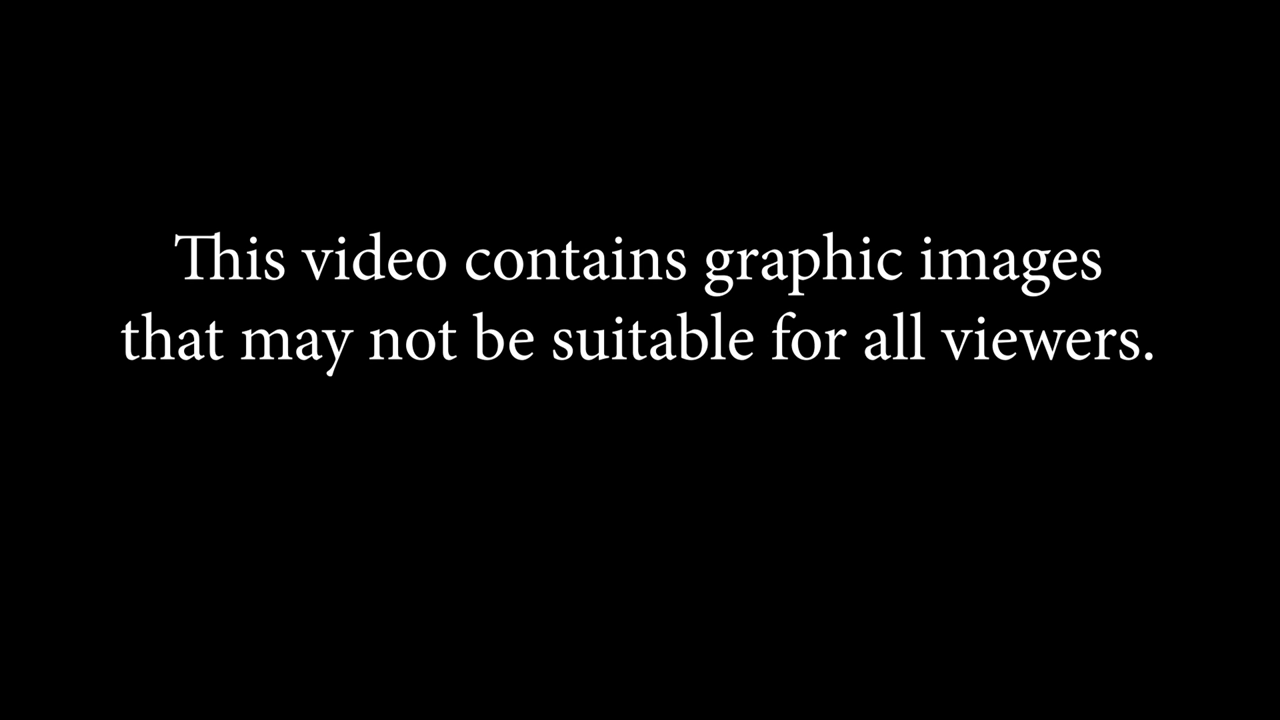 This video contains graphic images
that may not be suitable for all viewers.